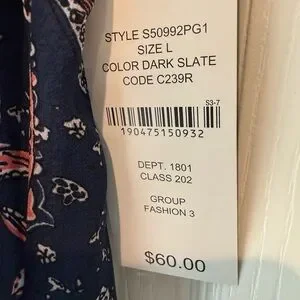 STYLE S50992PG1
SIZE L
COLOR DARK SLATE
CODE C239R
S3-7
190475150932
DEPT. 1801
CLASS 202
GROUP
FASHION 3
$60.00